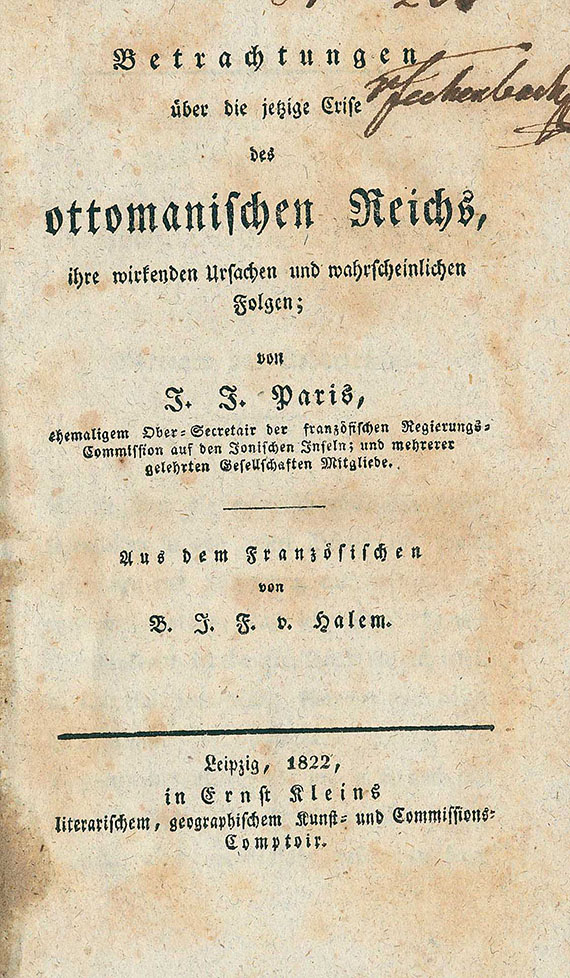 Betrachtungen
über die jetzige Crise
des
ottomanischen Reichs,
ihre wirkenden Ursachen und wahrscheinlichen
Folgen;
von
J. J. Paris,
ehemaligem Ober-Secretair der französischen Regierungs-
Commission auf den Jonischen Inseln; und mehrerer
gelehrten Gesellschaften Mitgliede.
Aus dem Französischen
von
B. J. F. v. Halem.
Leipzig, 1822,
in Ernst Kleins
literarischem, geographischem Kunst- und Commissions-
Comptoir.